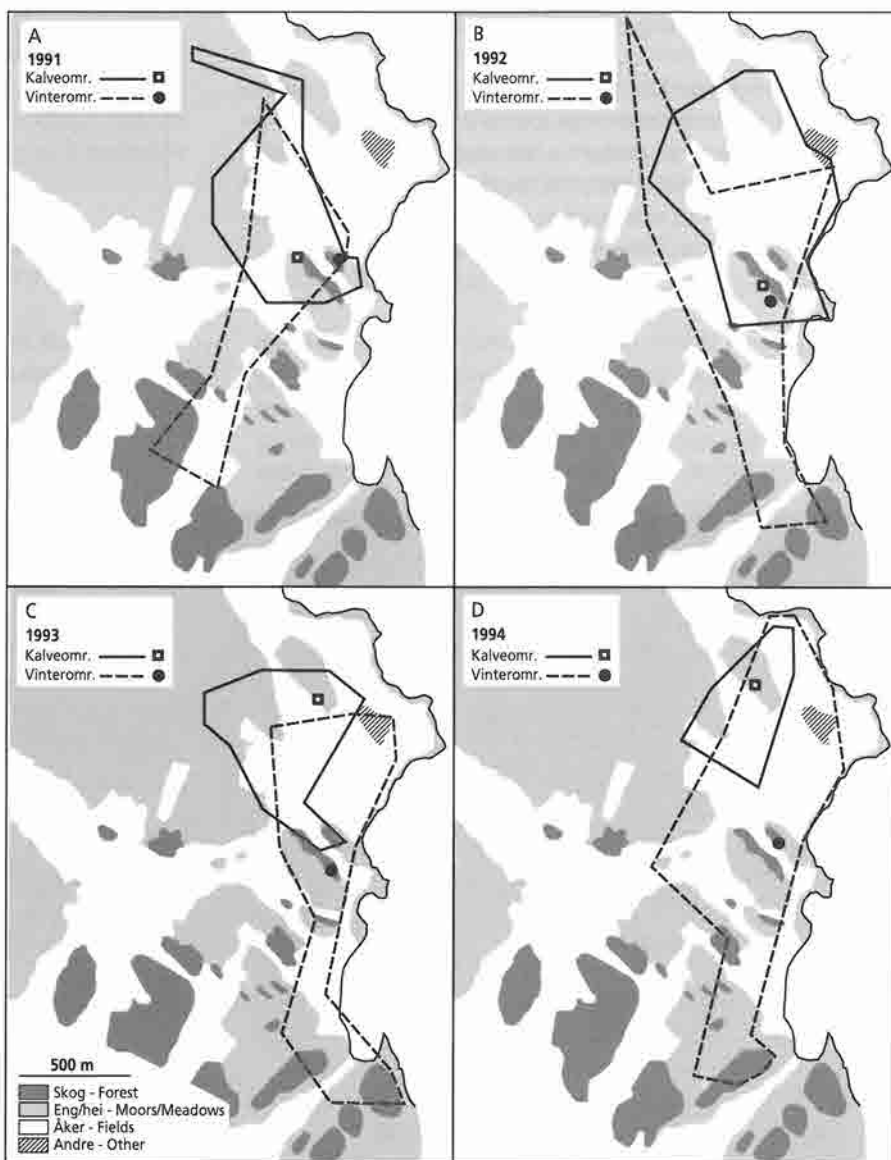 A
1991
Kalveomr.
Vinteromr.
B
1992
Kalveomr.
Vinteromr.
C
1993
Kalveomr.
Vinteromr.
D
1994
Kalveomr.
Vinteromr.
500 m
Skog - Forest
Eng/hei - Moors/Meadows
Åker - Fields
Andre - Other